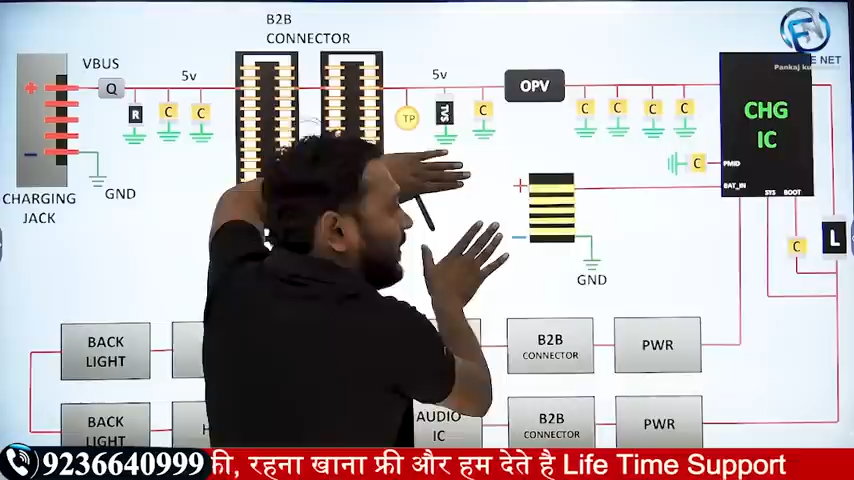 B2B
CONNECTOR
VBUS
Q
5v
5v
OPV
R
C
C
TP
TVS
C
C
C
C
C
CHG
IC
C
PMID
BAT_IN
SYS
BOOT
C
L
GND
CHARGING
JACK
GND
BACK
LIGHT
B2B
CONNECTOR
PWR
BACK
LIGHT
AUDIO
IC
B2B
CONNECTOR
PWR
9236640999
फ्री, रहना खाना फ्री और हम देते है Life Time Support